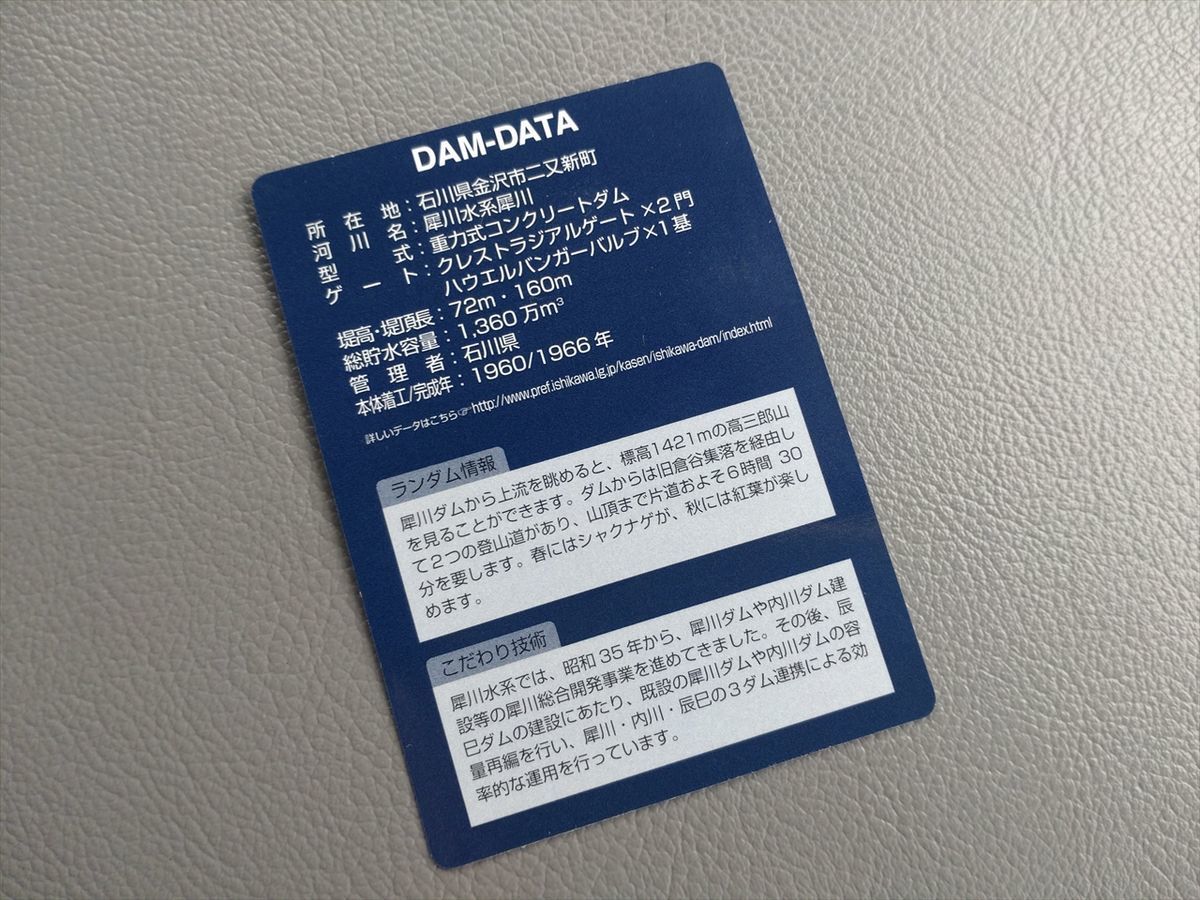 DAM-DATA
所在地：石川県金沢市二又新町
河川名：犀川水系犀川
型式：重力式コンクリートダム
ゲート：クレストラジアルゲート×2門
ハウエルバンガーバルブ×1基
堤高・堤頂長：72m・160m
総貯水容量：1,360万m³
管理者：石川県
本体着工/完成年：1960/1966年
詳しいデータはこちら☞http://www.pref.ishikawa.lg.jp/kasen/ishikawa-dam/index.html
ランダム情報
犀川ダムから上流を眺めると、標高1421mの高三郎山
を見ることができます。ダムからは旧倉谷集落を経由し
て2つの登山道があり、山頂まで片道およそ6時間30
分を要します。春にはシャクナゲが、秋には紅葉が楽し
めます。
こだわり技術
犀川水系では、昭和35年から、犀川ダムや内川ダム建
設等の犀川総合開発事業を進めてきました。その後、辰
巳ダムの建設にあたり、既設の犀川ダムや内川ダムの容
量再編を行い、犀川・内川・辰巳の3ダム連携による効
率的な運用を行っています。